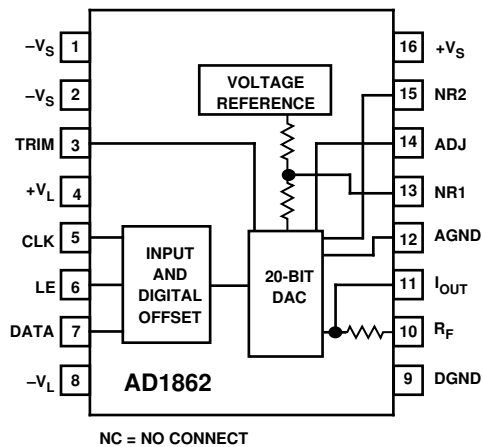 –VS 1
–VS 2
TRIM 3
+VL 4
CLK 5
LE 6
DATA 7
–VL 8
16 +VS
15 NR2
14 ADJ
13 NR1
12 AGND
11 IOUT
10 RF
9 DGND
VOLTAGE
REFERENCE
INPUT
AND
DIGITAL
OFFSET
20-BIT
DAC
AD1862
NC = NO CONNECT